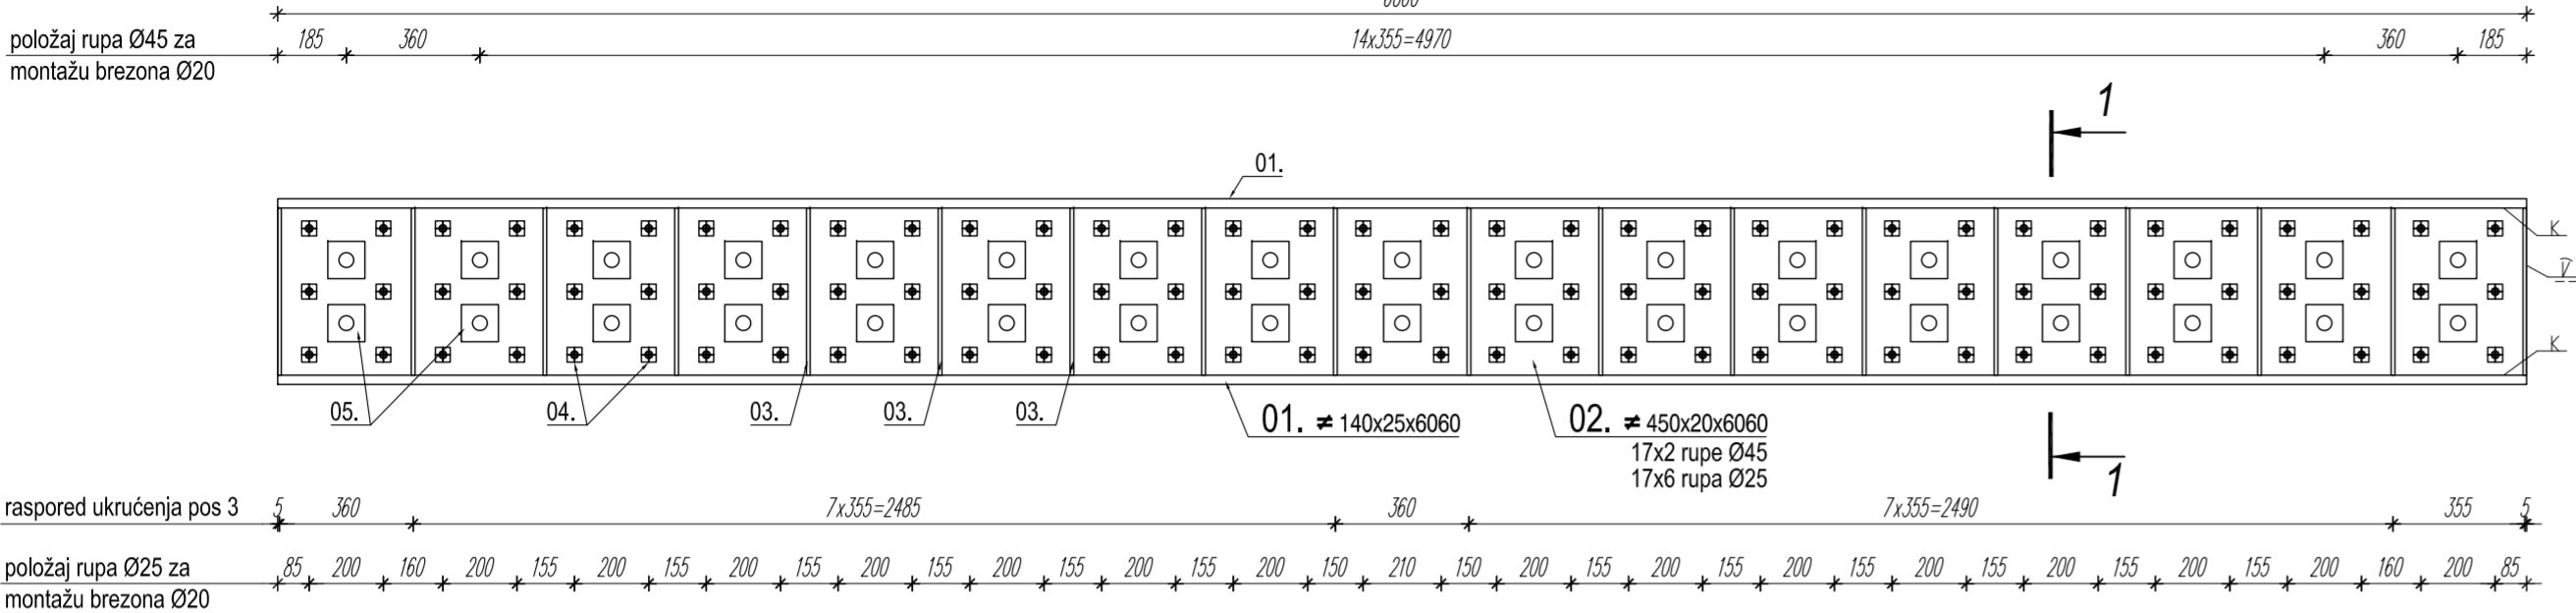 položaj rupa Ø45 za
montažu brezona Ø20
185 360 14x355=4970 360 185
1
01.
K
V
K
05. 04. 03. 03. 03.
01. ≠ 140x25x6060
02. ≠ 450x20x6060
17x2 rupe Ø45
17x6 rupa Ø25
1
raspored ukrućenja pos 3 5 360 7x355=2485 360 7x355=2490 355 5
položaj rupa Ø25 za
montažu brezona Ø20
85 200 160 200 155 200 155 200 155 200 155 200 155 200 155 200 150 210 150 200 155 200 155 200 155 200 155 200 155 200 155 200 160 200 85